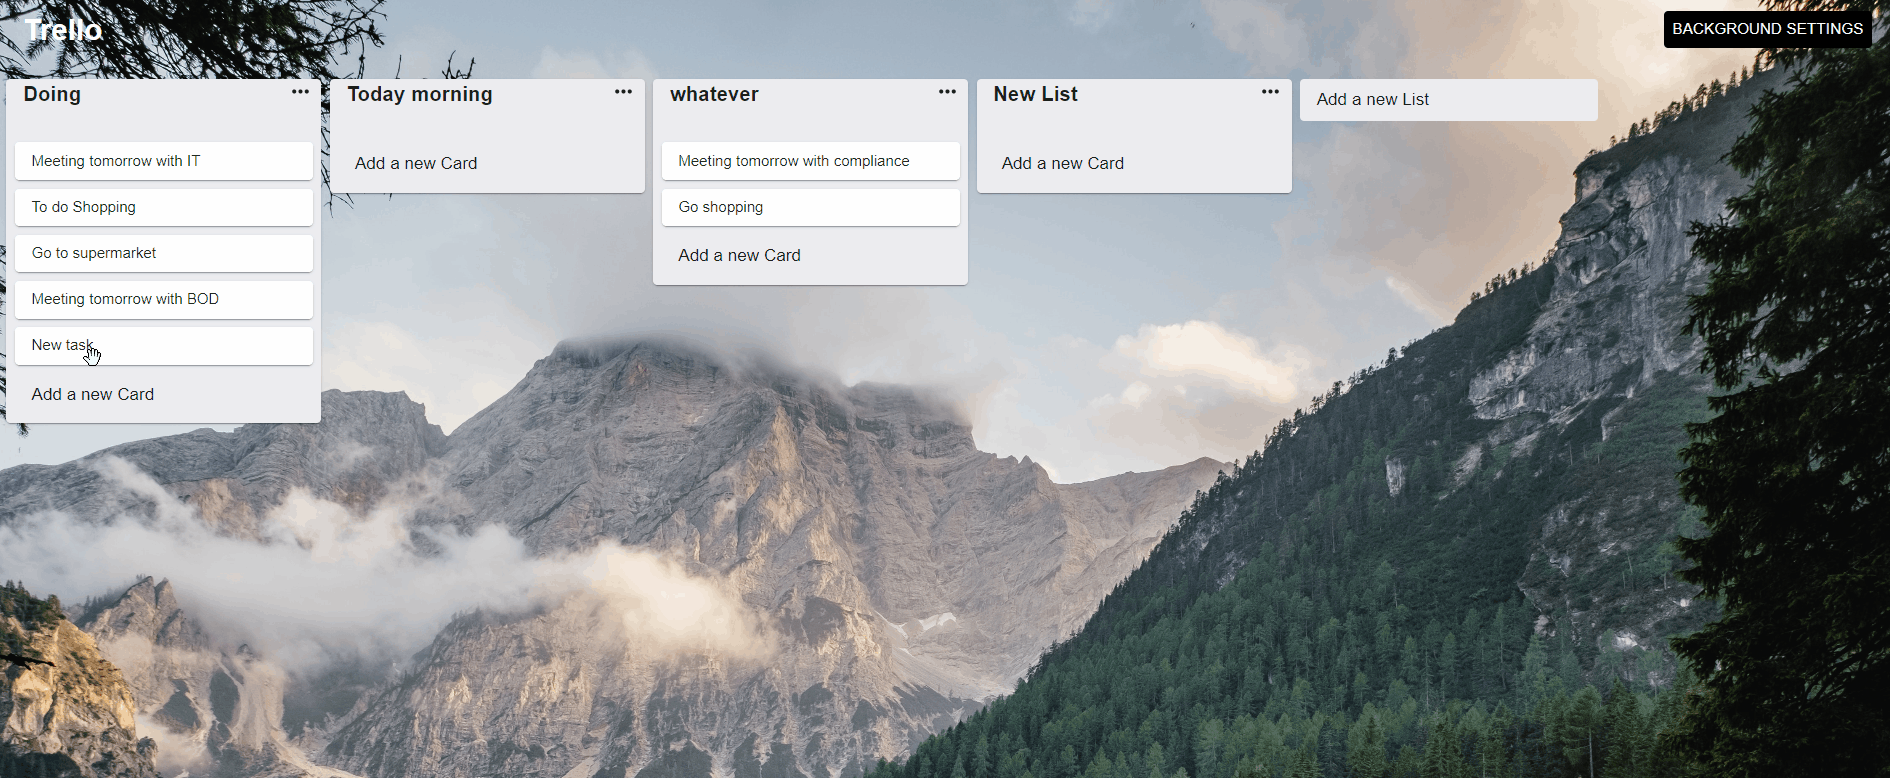 Trello
BACKGROUND SETTINGS
Doing
Meeting tomorrow with IT
To do Shopping
Go to supermarket
Meeting tomorrow with BOD
New task
Add a new Card
Today morning
Add a new Card
whatever
Meeting tomorrow with compliance
Go shopping
Add a new Card
New List
Add a new Card
Add a new List